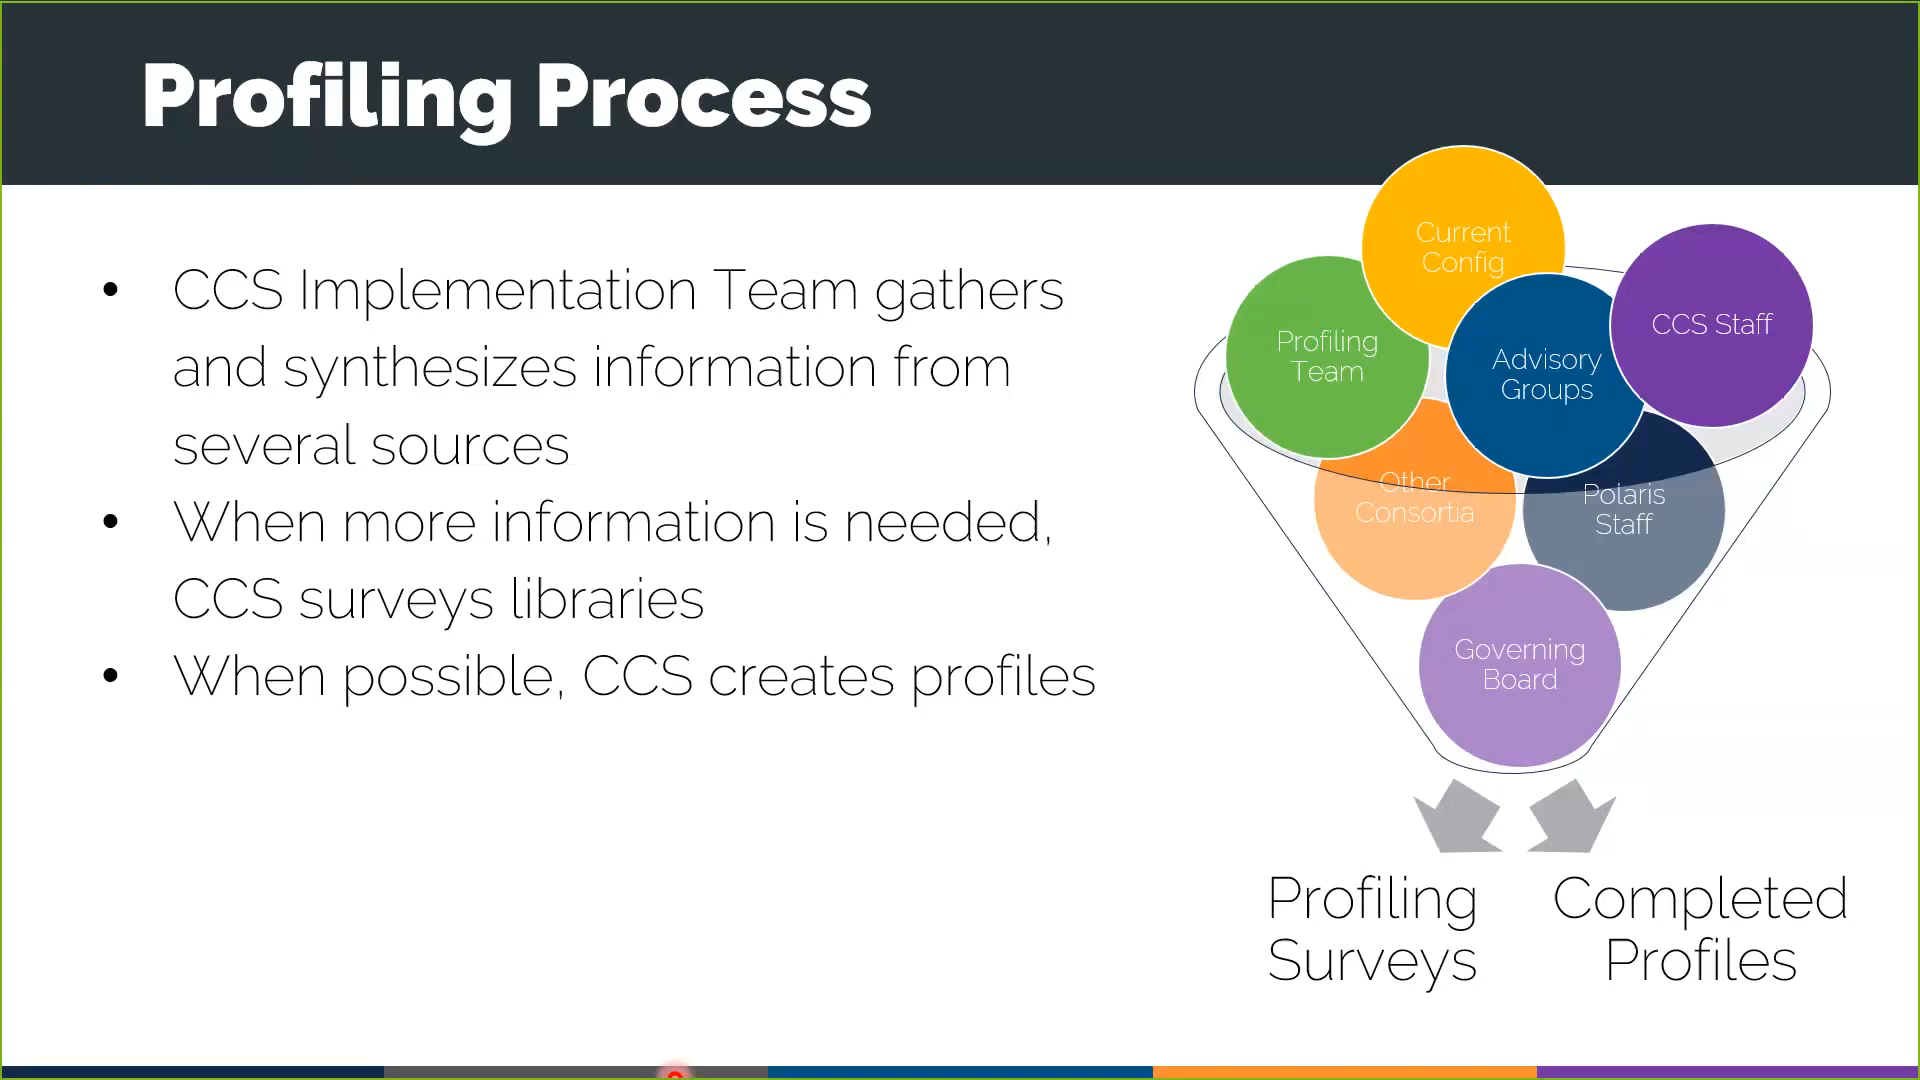 Profiling Process
• CCS Implementation Team gathers
and synthesizes information from
several sources
• When more information is needed,
CCS surveys libraries
• When possible, CCS creates profiles
Current
Config
CCS Staff
Profiling
Team
Advisory
Groups
Other
Consortia
Polaris
Staff
Governing
Board
Profiling
Surveys
Completed
Profiles